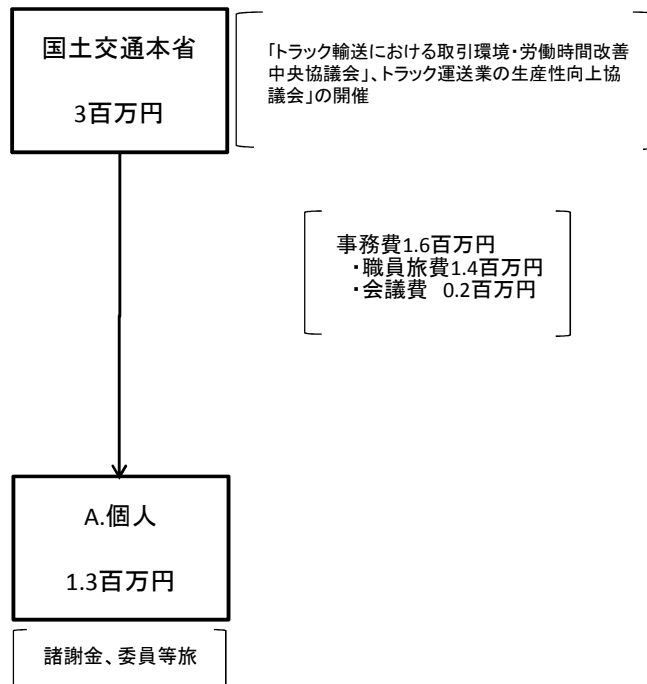 国土交通本省
3百万円
「トラック輸送における取引環境・労働時間改善
中央協議会」、トラック運送業の生産性向上協
議会」の開催
事務費1.6百万円
・職員旅費1.4百万円
・会議費 0.2百万円
A.個人
1.3百万円
諸謝金、委員等旅